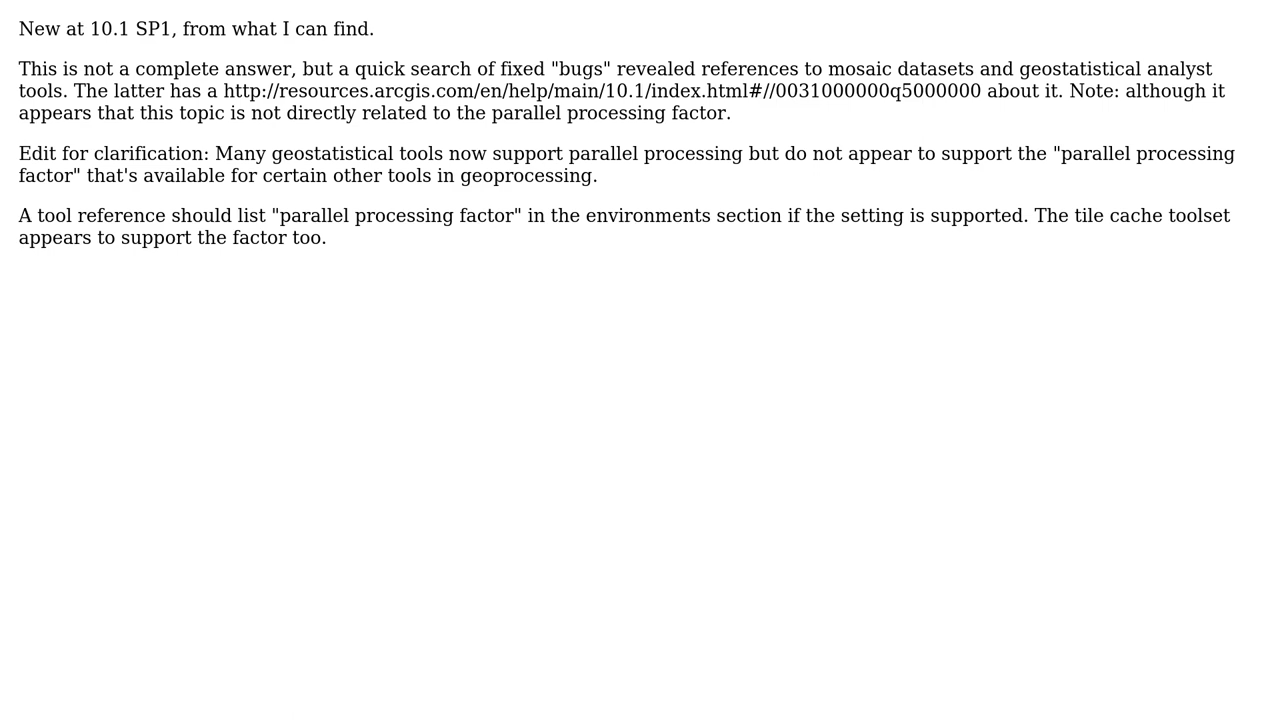 New at 10.1 SP1, from what I can find.
This is not a complete answer, but a quick search of fixed "bugs" revealed references to mosaic datasets and geostatistical analyst
tools. The latter has a http://resources.arcgis.com/en/help/main/10.1/index.html#//0031000000q5000000 about it. Note: although it
appears that this topic is not directly related to the parallel processing factor.
Edit for clarification: Many geostatistical tools now support parallel processing but do not appear to support the "parallel processing
factor" that's available for certain other tools in geoprocessing.
A tool reference should list "parallel processing factor" in the environments section if the setting is supported. The tile cache toolset
appears to support the factor too.